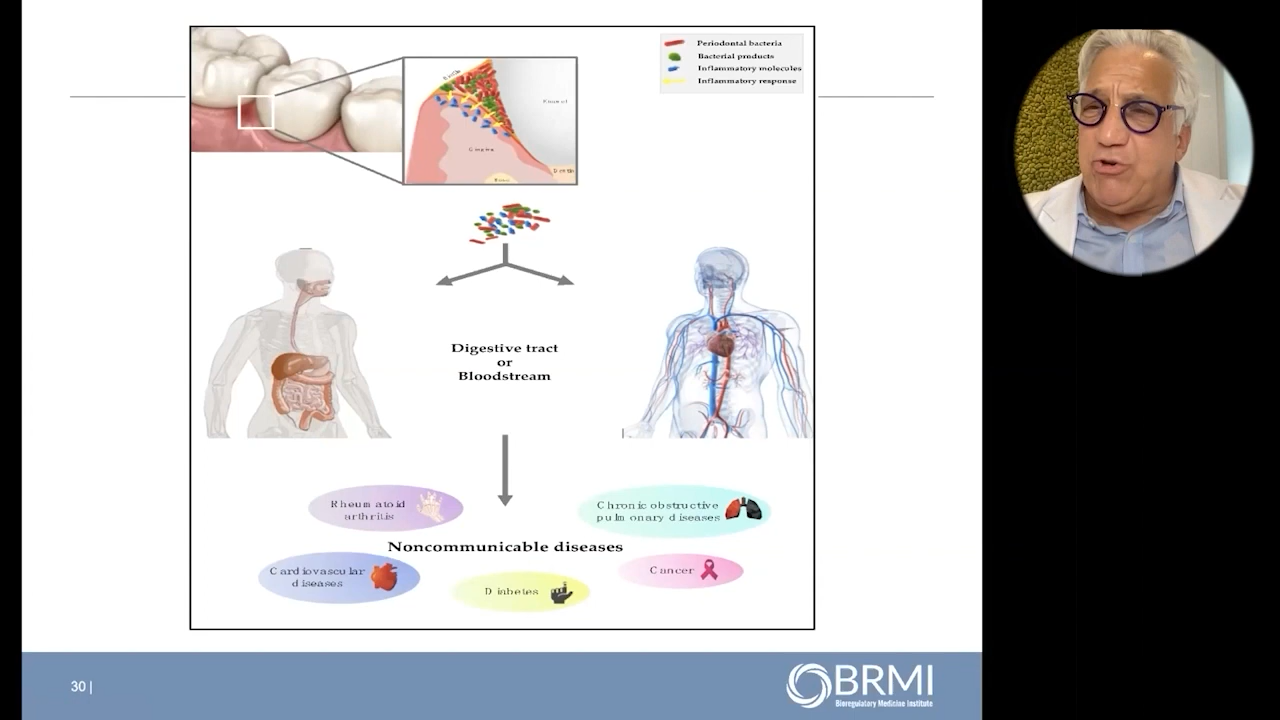 Periodontal bacteria
Bacterial products
Inflammatory molecules
Inflammatory response
Enamel
Gingiva
Digestive tract
or
Bloodstream
Rheumatoid
arthritis
Chronic obstructive
pulmonary diseases
Noncommunicable diseases
Cardiovascular
diseases
Diabetes
Cancer
30 |
BRMI
Bioregulatory Medicine Institute